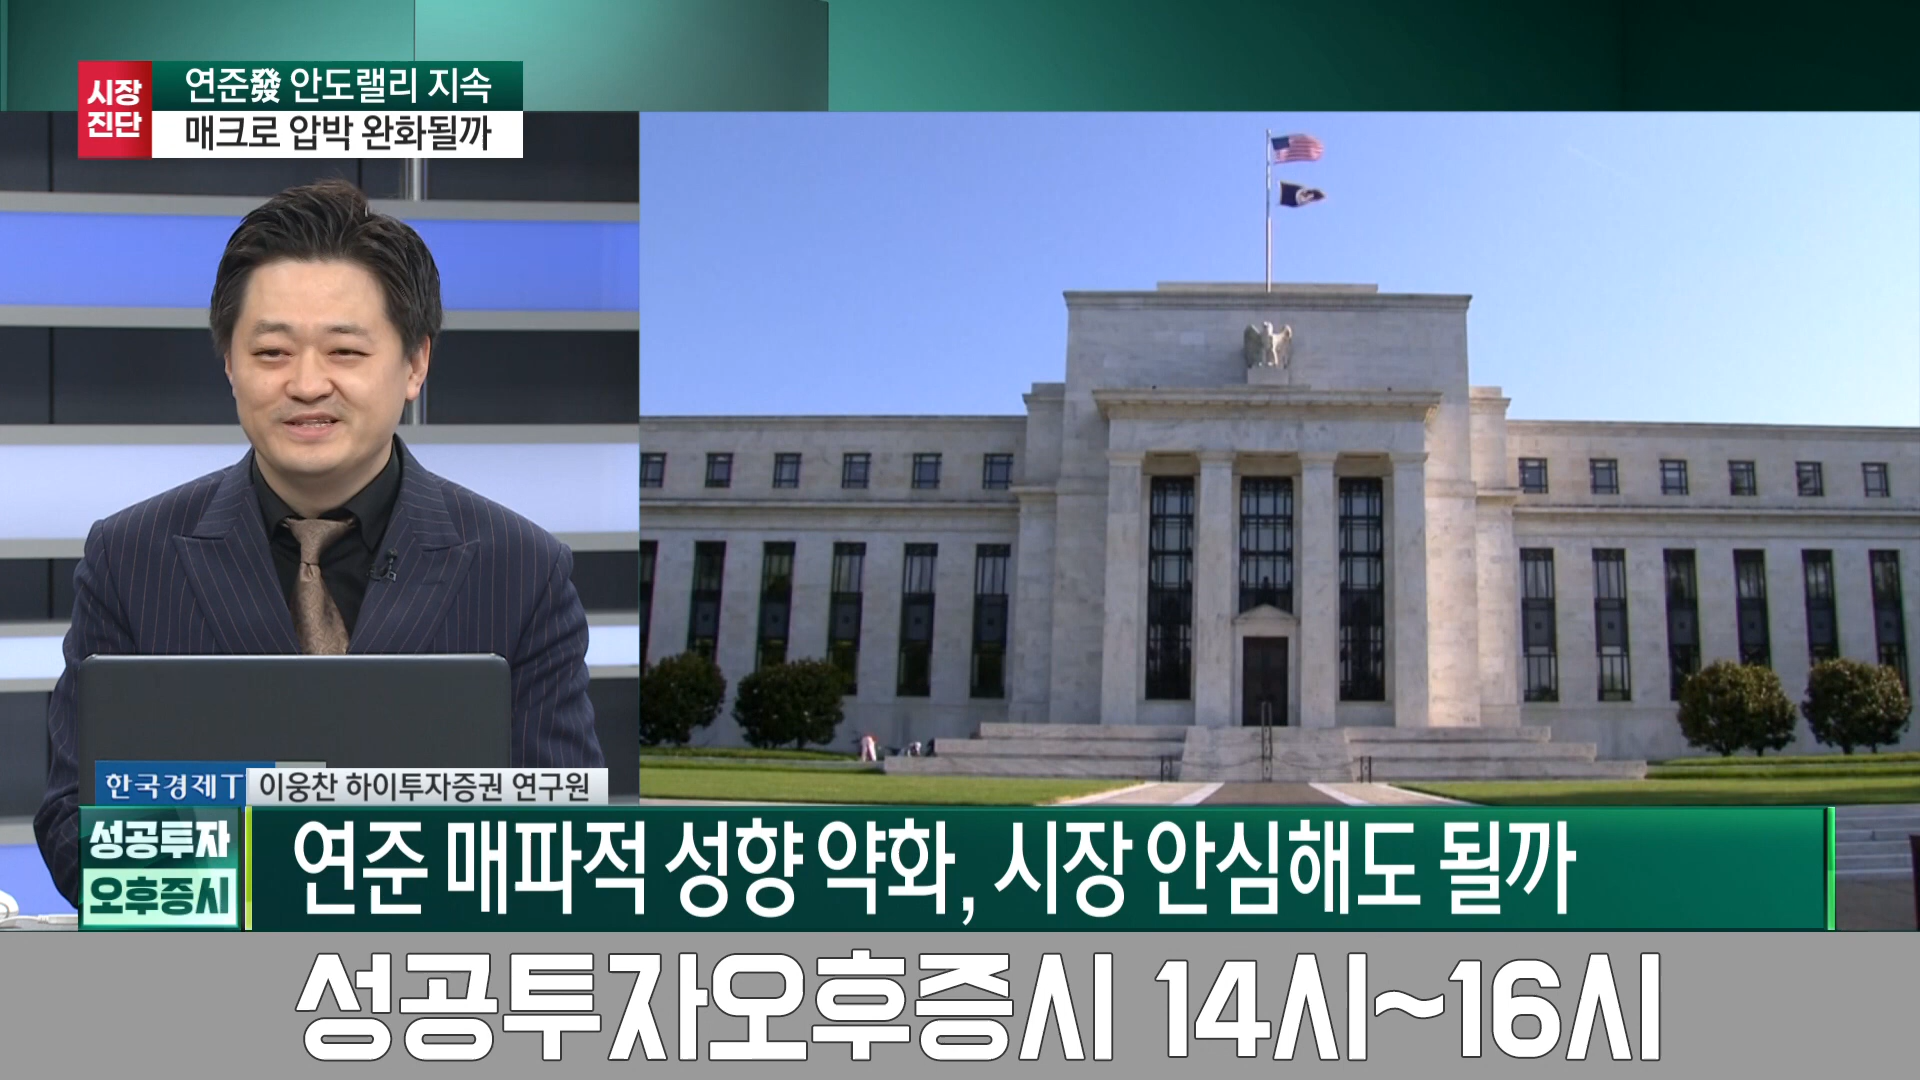 시장
진단
연준發 안도랠리 지속
매크로 압박 완화될까
한국경제T
이웅찬 하이투자증권 연구원
성공투자
오후증시
연준 매파적 성향 약화, 시장 안심해도 될까
성공투자오후증시 14시~16시